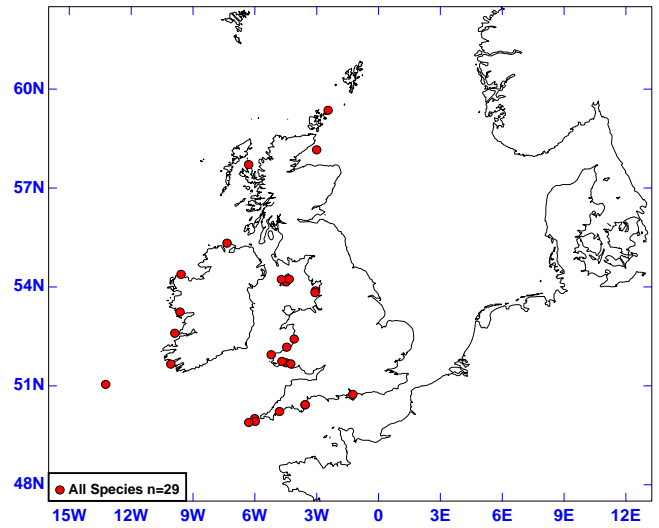 60N
57N
54N
51N
48N
All Species n=29
15W 12W 9W 6W 3W 0 3E 6E 9E 12E